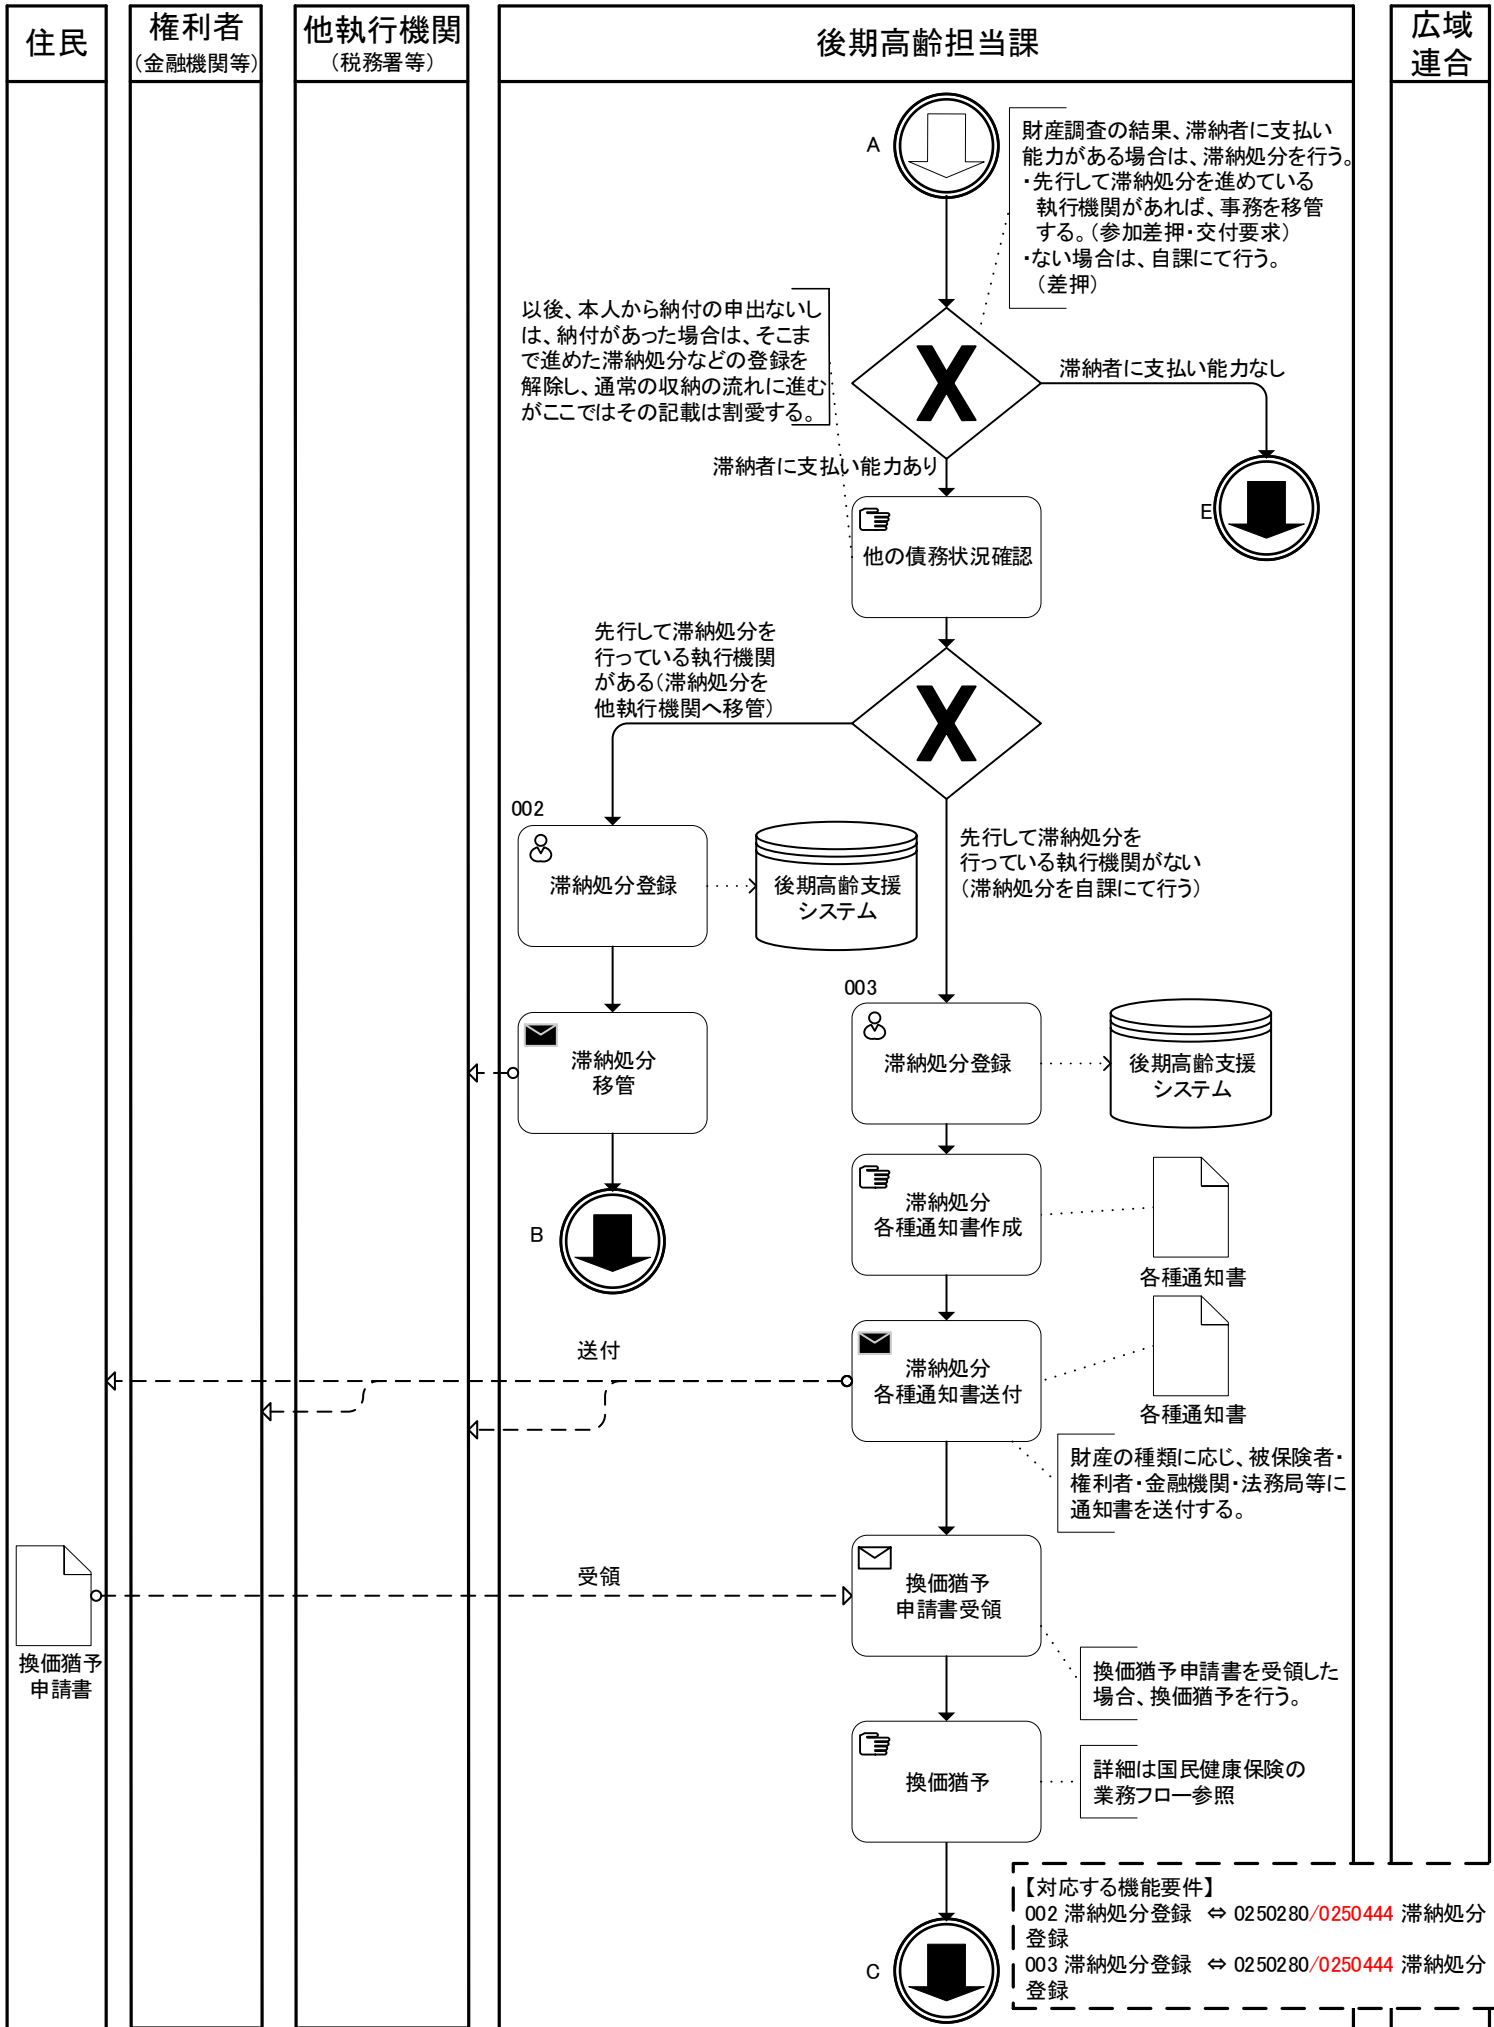 住民
権利者
（金融機関等）
他執行機関
（税務署等）
後期高齢担当課
広域
連合
A
財産調査の結果、滞納者に支払い
能力がある場合は、滞納処分を行う。
・先行して滞納処分を進めている
執行機関があれば、事務を移管
する。（参加差押・交付要求）
・ない場合は、自課にて行う。
（差押）
以後、本人から納付の申出ないし
は、納付があった場合は、そこま
で進めた滞納処分などの登録を
解除し、通常の収納の流れに進む
がここではその記載は割愛する。
滞納者に支払い能力なし
滞納者に支払い能力あり
E
他の債務状況確認
先行して滞納処分を
行っている執行機関
がある（滞納処分を
他執行機関へ移管）
002
滞納処分登録
後期高齢支援
システム
先行して滞納処分を
行っている執行機関がない
（滞納処分を自課にて行う）
003
滞納処分
移管
滞納処分登録
後期高齢支援
システム
B
滞納処分
各種通知書作成
各種通知書
送付
滞納処分
各種通知書送付
各種通知書
財産の種類に応じ、被保険者・
権利者・金融機関・法務局等に
通知書を送付する。
受領
換価猶予
申請書受領
換価猶予
申請書
換価猶予申請書を受領した
場合、換価猶予を行う。
換価猶予
詳細は国民健康保険の
業務フロー参照
C
【対応する機能要件】
002 滞納処分登録 ⇔ 0250280/0250444 滞納処分
登録
003 滞納処分登録 ⇔ 0250280/0250444 滞納処分
登録